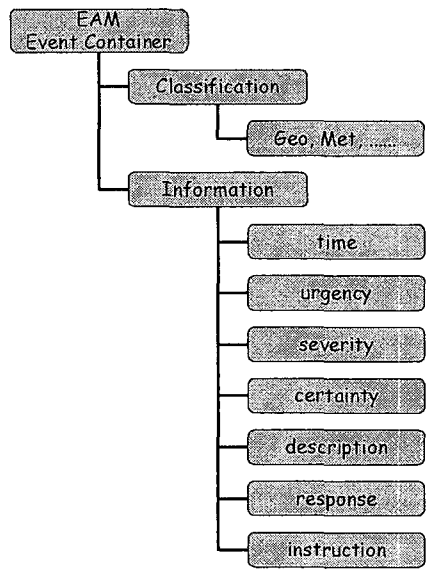 EAM
Event Container
Classification
Geo, Met, ......
Information
time
urgency
severity
certainty
description
response
instruction